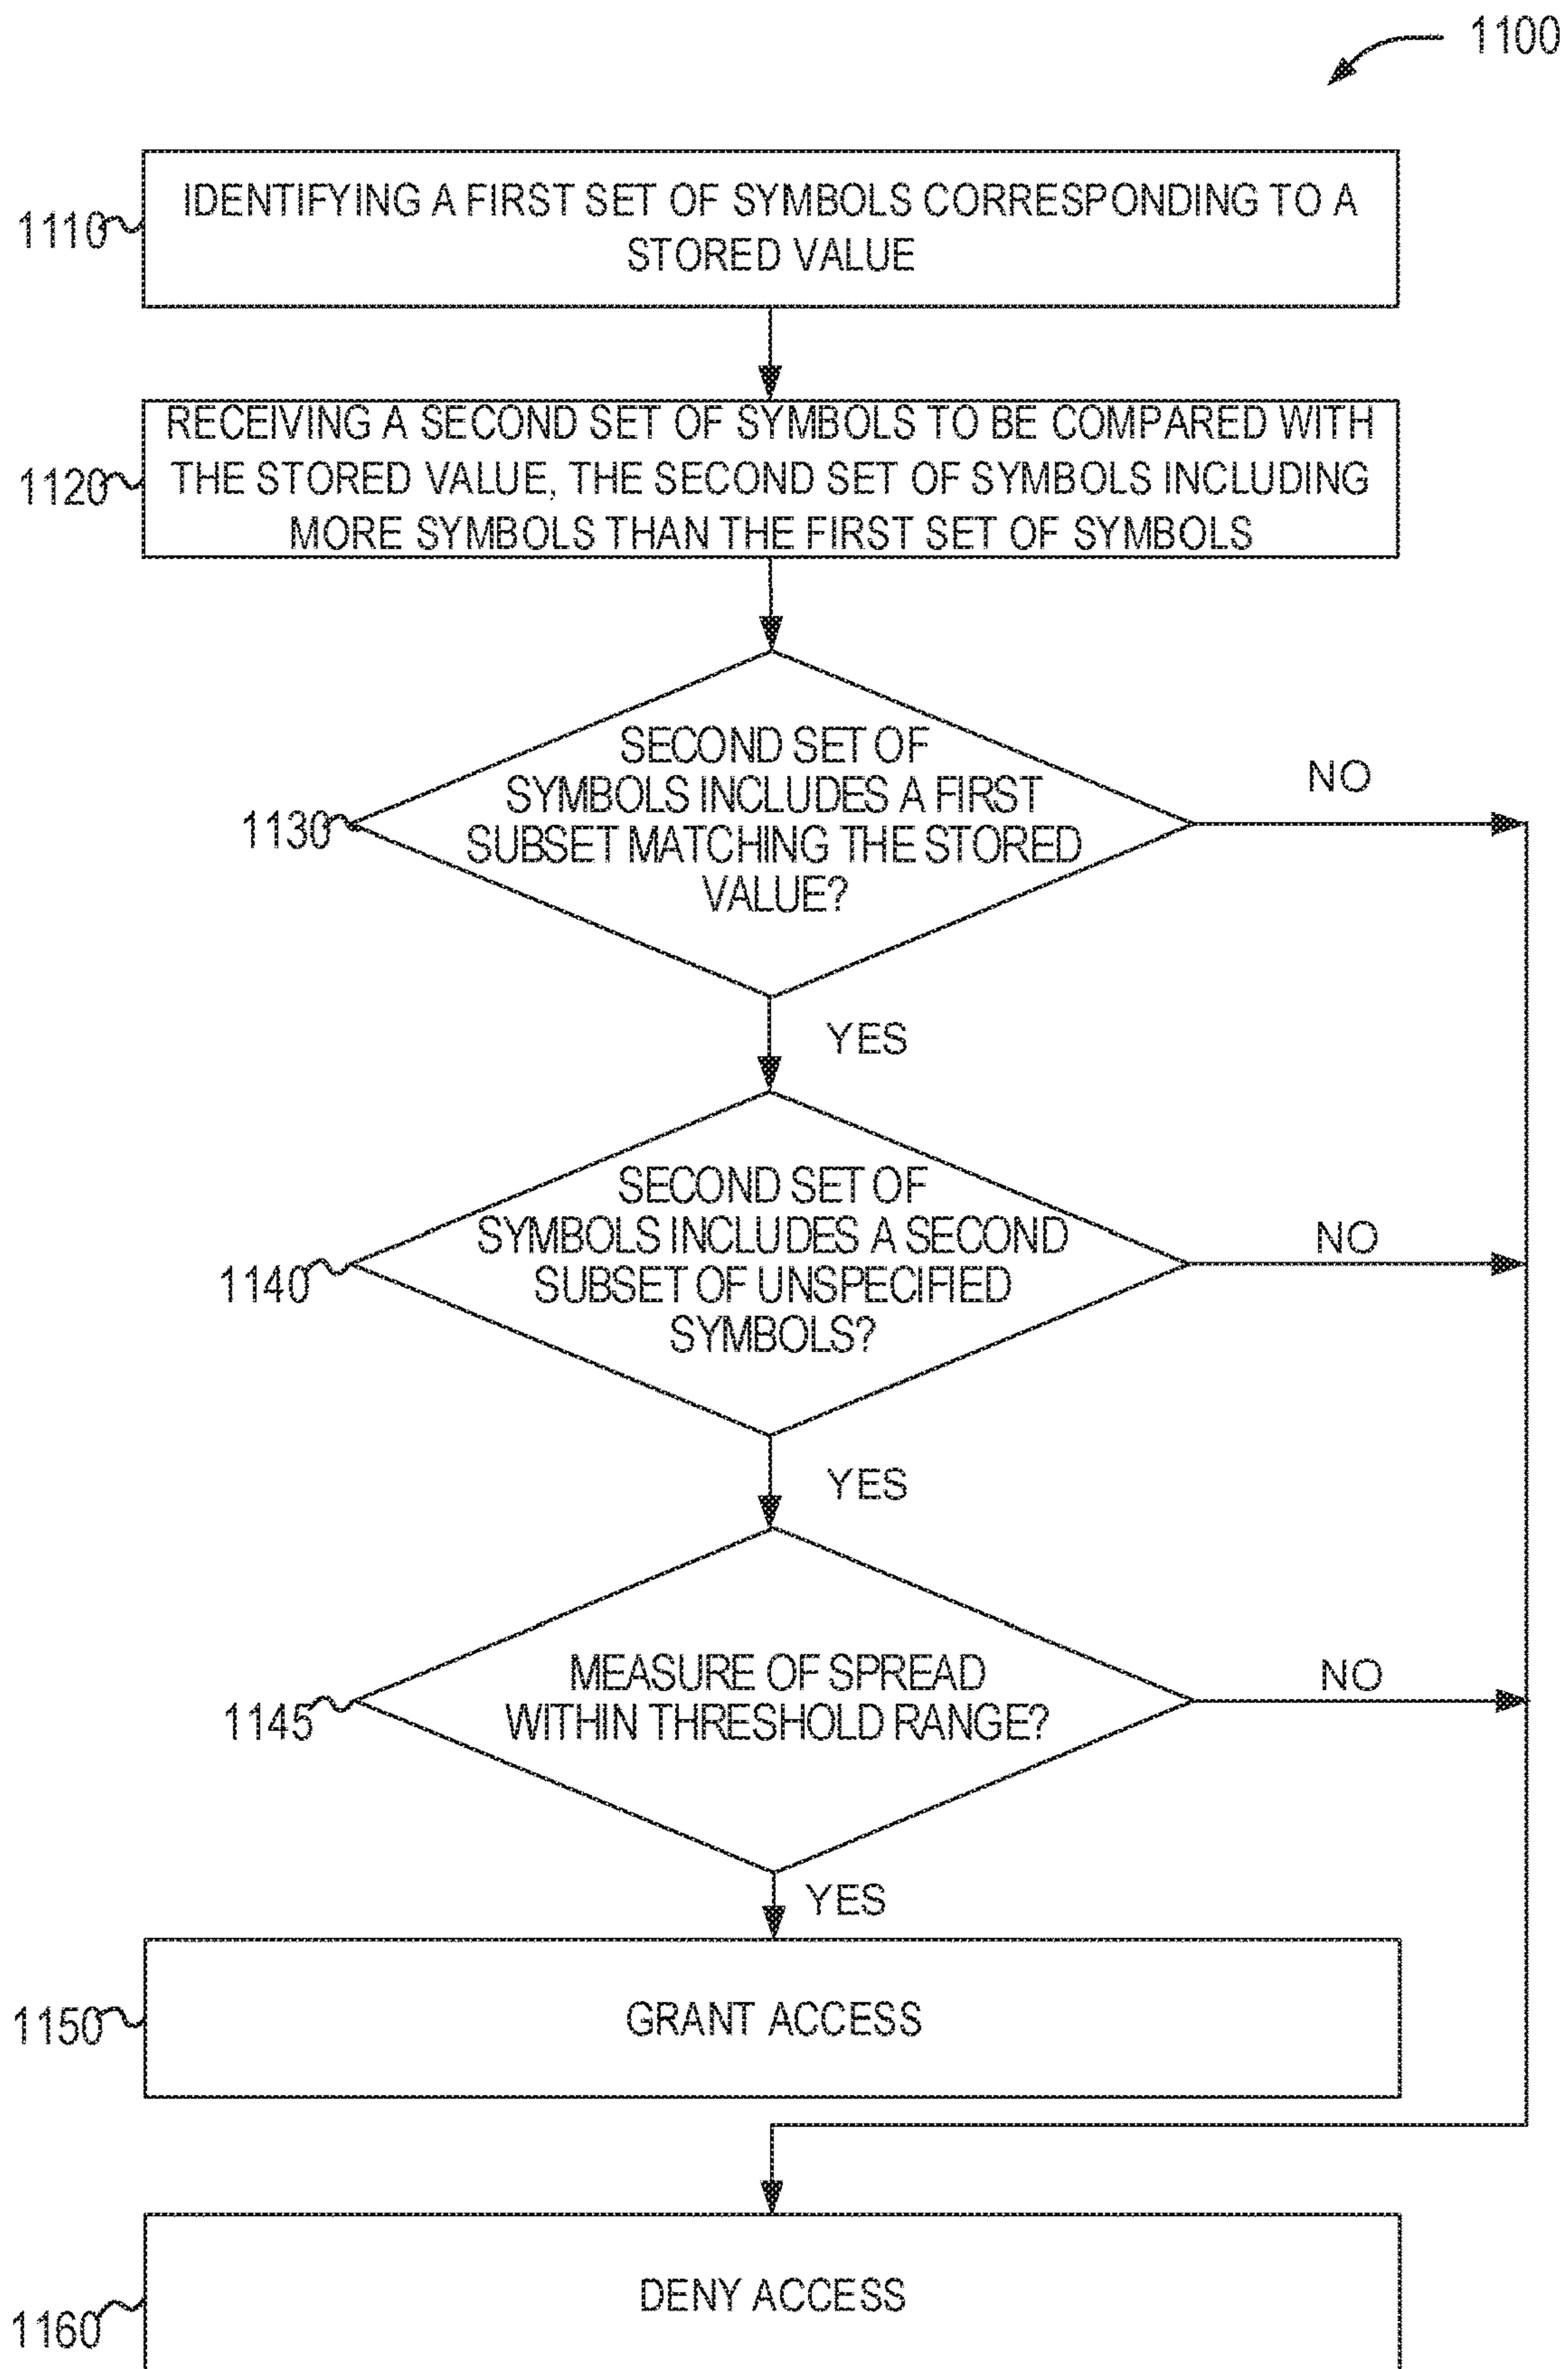 1100
IDENTIFYING A FIRST SET OF SYMBOLS CORRESPONDING TO A
STORED VALUE
1110
RECEIVING A SECOND SET OF SYMBOLS TO BE COMPARED WITH
THE STORED VALUE, THE SECOND SET OF SYMBOLS INCLUDING
MORE SYMBOLS THAN THE FIRST SET OF SYMBOLS
1120
SECOND SET OF
SYMBOLS INCLUDES A FIRST
SUBSET MATCHING THE STORED
VALUE?
1130
NO
YES
SECOND SET OF
SYMBOLS INCLUDES A SECOND
SUBSET OF UNSPECIFIED
SYMBOLS?
1140
NO
YES
MEASURE OF SPREAD
WITHIN THRESHOLD RANGE?
1145
NO
YES
GRANT ACCESS
1150
DENY ACCESS
1160